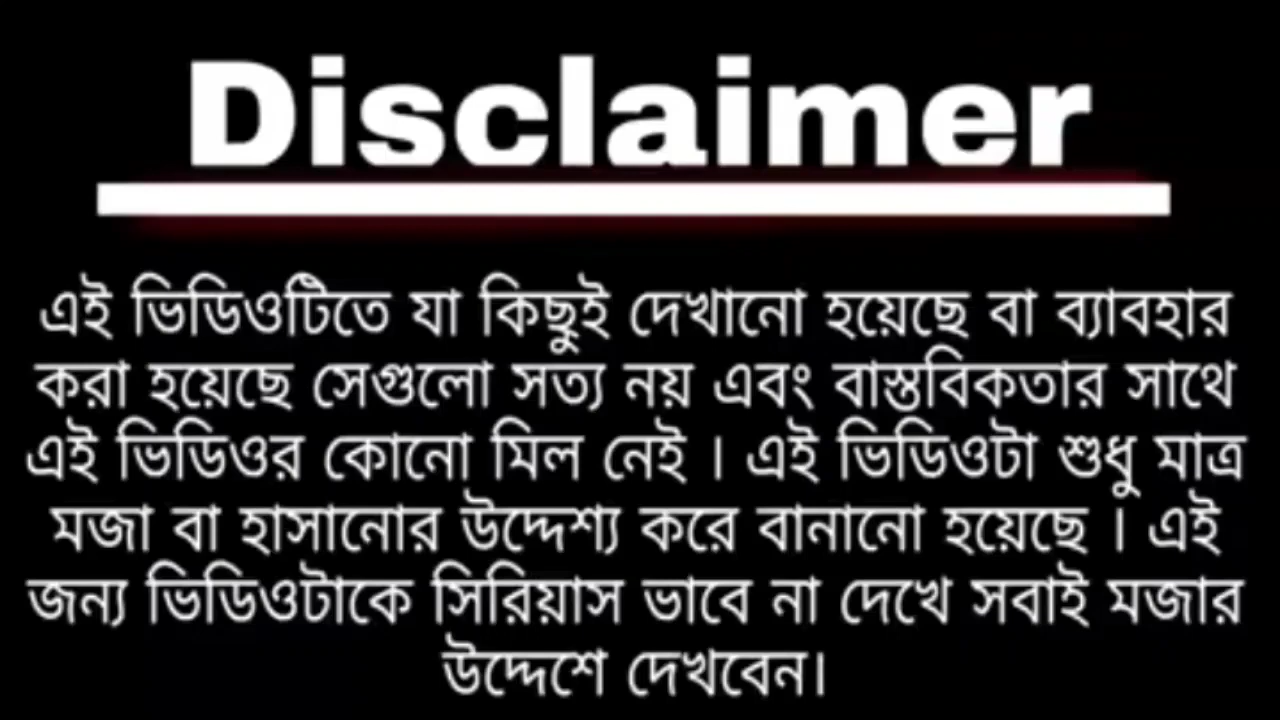 Disclaimer
এই ভিডিওটিতে যা কিছুই দেখানো হয়েছে বা ব্যাবহার
করা হয়েছে সেগুলো সত্য নয় এবং বাস্তবিকতার সাথে
এই ভিডিওর কোনো মিল নেই । এই ভিডিওটা শুধু মাত্র
মজা বা হাসানোর উদ্দেশ্য করে বানানো হয়েছে । এই
জন্য ভিডিওটাকে সিরিয়াস ভাবে না দেখে সবাই মজার
উদ্দেশে দেখবেন।